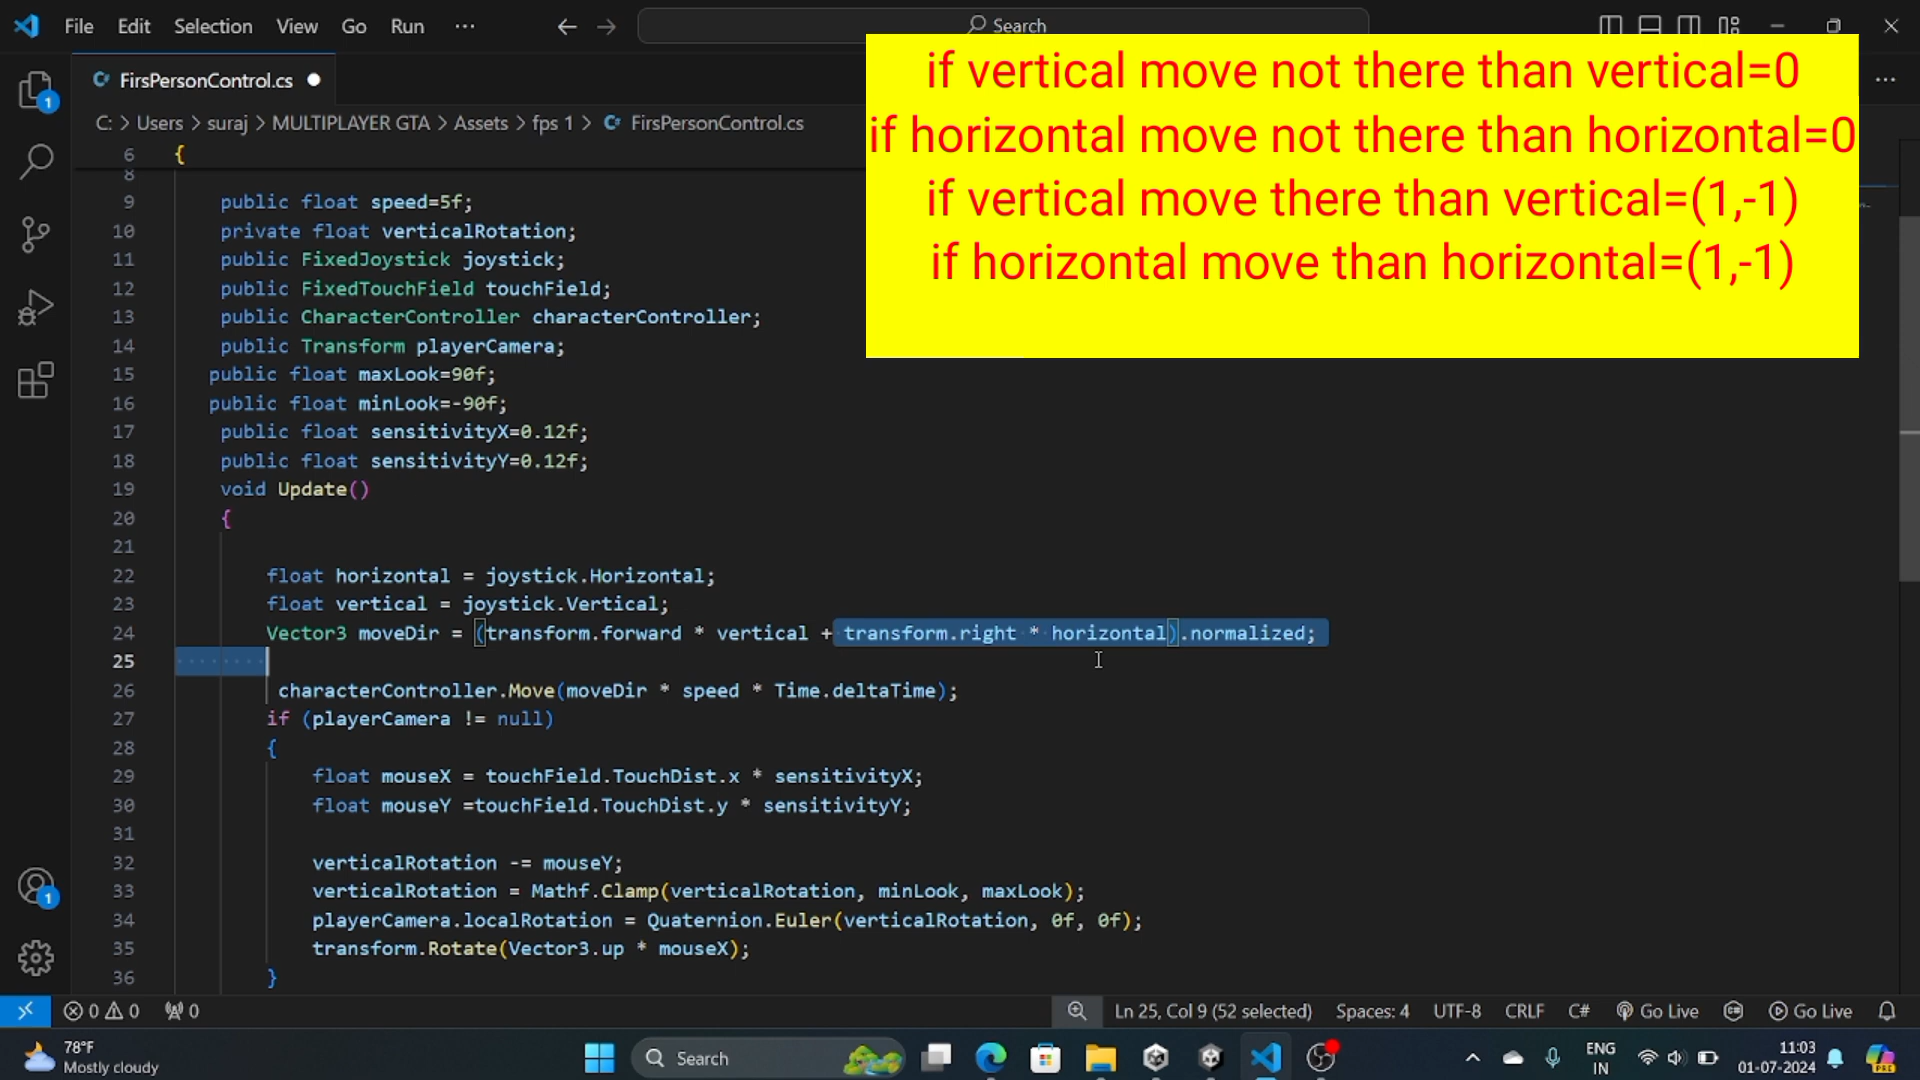 File Edit Selection View Go Run ··· Search
FirsPersonControl.cs
C: > Users > suraj > MULTIPLAYER GTA > Assets > fps 1 > FirsPersonControl.cs
if vertical move not there than vertical=0
if horizontal move not there than horizontal=0
if vertical move there than vertical=(1,-1)
if horizontal move than horizontal=(1,-1)
6 {
8
9 public float speed=5f;
10 private float verticalRotation;
11 public FixedJoystick joystick;
12 public FixedTouchField touchField;
13 public CharacterController characterController;
14 public Transform playerCamera;
15 public float maxLook=90f;
16 public float minLook=-90f;
17 public float sensitivityX=0.12f;
18 public float sensitivityY=0.12f;
19 void Update()
20 {
21
22 float horizontal = joystick.Horizontal;
23 float vertical = joystick.Vertical;
24 Vector3 moveDir = (transform.forward * vertical + transform.right * horizontal).normalized;
25
26 characterController.Move(moveDir * speed * Time.deltaTime);
27 if (playerCamera != null)
28 {
29 float mouseX = touchField.TouchDist.x * sensitivityX;
30 float mouseY =touchField.TouchDist.y * sensitivityY;
31
32 verticalRotation -= mouseY;
33 verticalRotation = Mathf.Clamp(verticalRotation, minLook, maxLook);
34 playerCamera.localRotation = Quaternion.Euler(verticalRotation, 0f, 0f);
35 transform.Rotate(Vector3.up * mouseX);
36 }
1
1
0 0 0 Ln 25, Col 9 (52 selected) Spaces: 4 UTF-8 CRLF C# Go Live Go Live
78°F
Mostly cloudy
Search
ENG
IN
11:03
01-07-2024